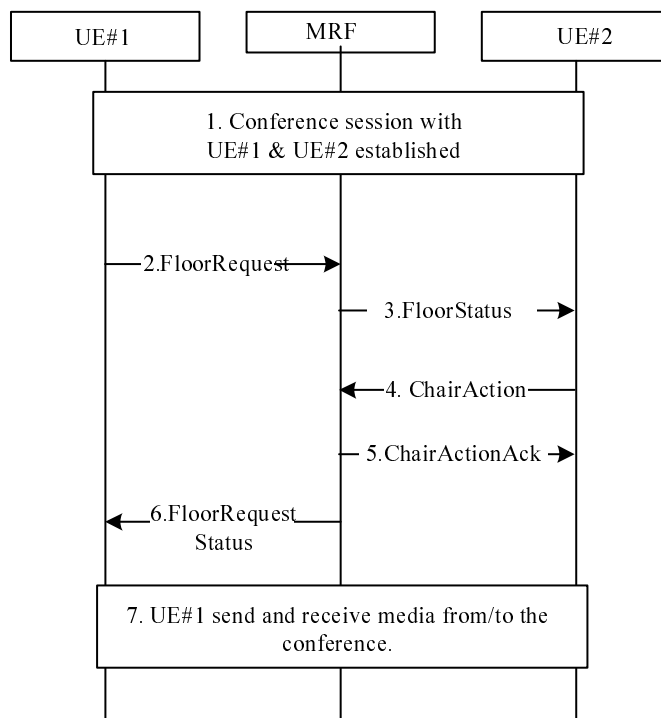 UE#1
MRF
UE#2
1. Conference session with
UE#1 & UE#2 established
2.FloorRequest
3.FloorStatus
4. ChairAction
5.ChairActionAck
6.FloorRequest
Status
7. UE#1 send and receive media from/to the
conference.